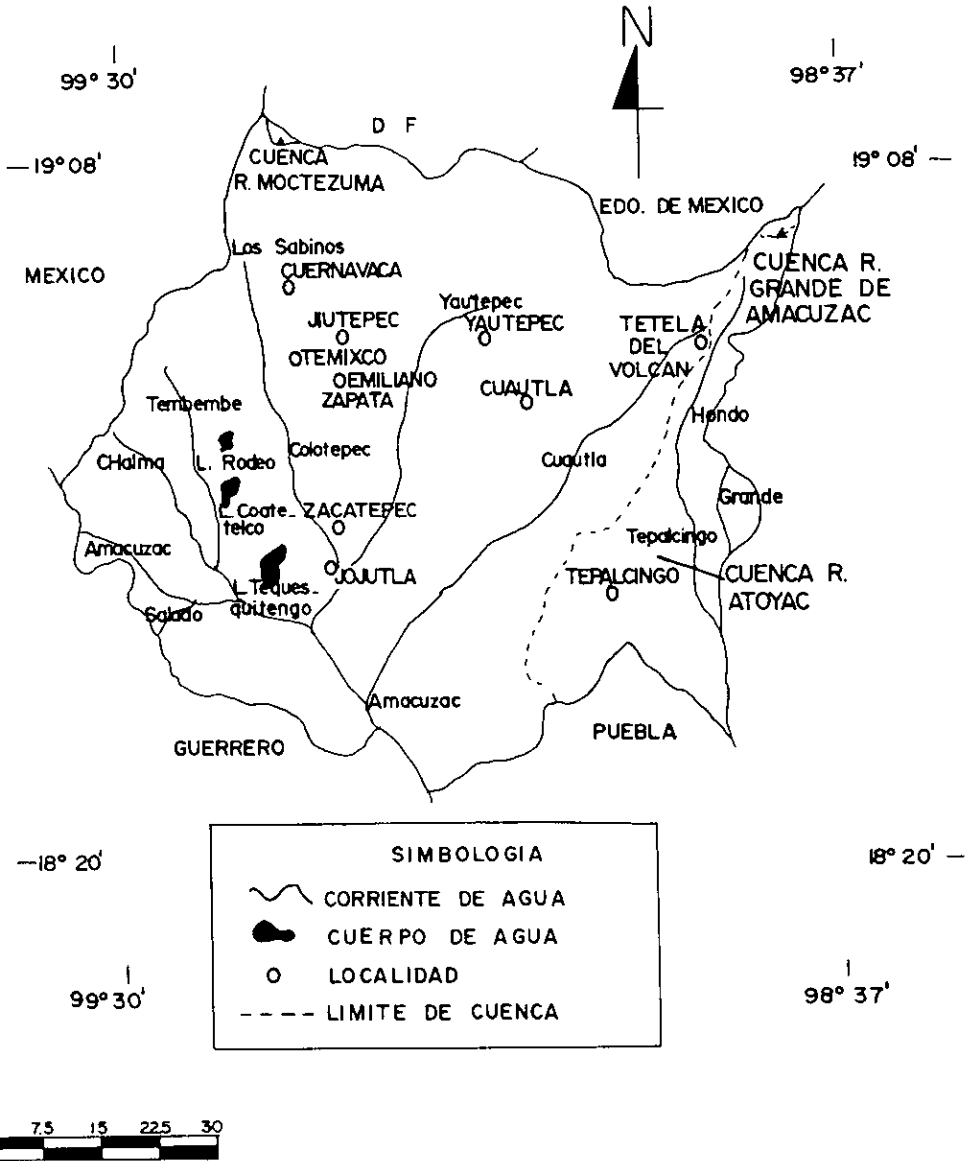 N
99° 30'
98° 37'
D F
19° 08'
19° 08'
CUENCA
R. MOCTEZUMA
EDO. DE MEXICO
Los Sabinos
MEXICO
CUERNAVACA
CUENCA R.
GRANDE DE
AMACUZAC
Yautepec
JIUTEPEC
YAUTEPEC
TETELA
DEL
VOLCAN
TEMIXCO
EMILIANO
ZAPATA
CUAUTLA
Tembembe
Hondo
Colotepec
CHalma
L. Rodeo
Cuautla
Grande
L. Coate-
telco
ZACATEPEC
Tepalcingo
Amacuzac
JOJUTLA
TEPALCINGO
CUENCA R.
ATOYAC
L. Teques-
quitengo
Salado
Amacuzac
GUERRERO
PUEBLA
SIMBOLOGIA
18° 20'
18° 20'
CORRIENTE DE AGUA
CUERPO DE AGUA
LOCALIDAD
LIMITE DE CUENCA
99° 30'
98° 37'
7.5 15 22.5 30